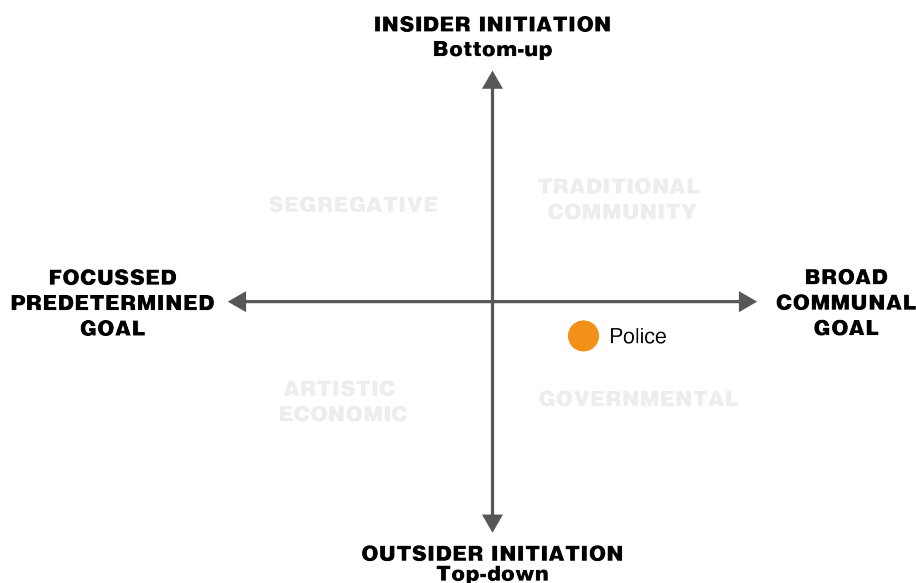 INSIDER INITIATION
Bottom-up
SEGREGATIVE
TRADITIONAL
COMMUNITY
FOCUSSED
PREDETERMINED
GOAL
BROAD
COMMUNAL
GOAL
Police
ARTISTIC
ECONOMIC
GOVERNMENTAL
OUTSIDER INITIATION
Top-down